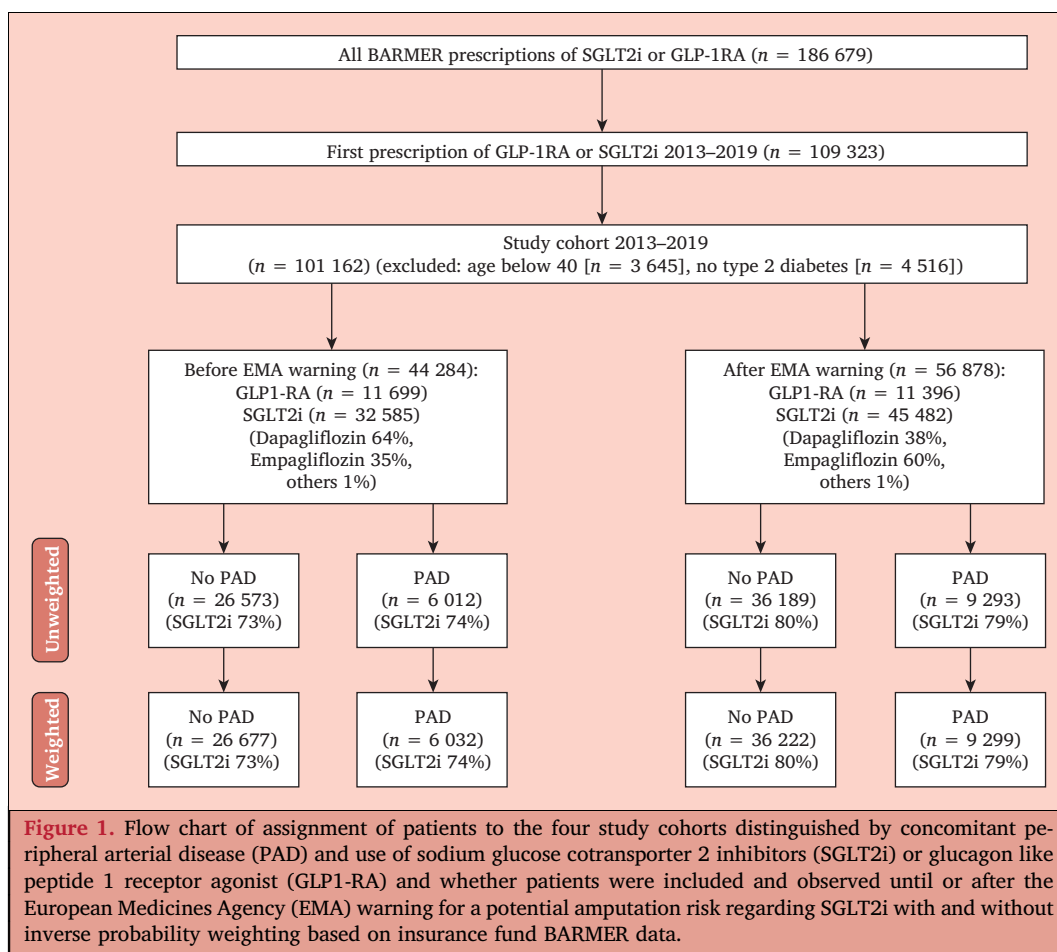 All BARMER prescriptions of SGLT2i or GLP-1RA (n = 186 679)
First prescription of GLP-1RA or SGLT2i 2013–2019 (n = 109 323)
Study cohort 2013–2019
(n = 101 162) (excluded: age below 40 [n = 3 645], no type 2 diabetes [n = 4 516])
Before EMA warning (n = 44 284):
GLP1-RA (n = 11 699)
SGLT2i (n = 32 585)
(Dapagliflozin 64%,
Empagliflozin 35%,
others 1%)
After EMA warning (n = 56 878):
GLP1-RA (n = 11 396)
SGLT2i (n = 45 482)
(Dapagliflozin 38%,
Empagliflozin 60%,
others 1%)
Unweighted
No PAD
(n = 26 573)
(SGLT2i 73%)
PAD
(n = 6 012)
(SGLT2i 74%)
No PAD
(n = 36 189)
(SGLT2i 80%)
PAD
(n = 9 293)
(SGLT2i 79%)
Weighted
No PAD
(n = 26 677)
(SGLT2i 73%)
PAD
(n = 6 032)
(SGLT2i 74%)
No PAD
(n = 36 222)
(SGLT2i 80%)
PAD
(n = 9 299)
(SGLT2i 79%)
Figure 1. Flow chart of assignment of patients to the four study cohorts distinguished by concomitant pe-
ripheral arterial disease (PAD) and use of sodium glucose cotransporter 2 inhibitors (SGLT2i) or glucagon like
peptide 1 receptor agonist (GLP1-RA) and whether patients were included and observed until or after the
European Medicines Agency (EMA) warning for a potential amputation risk regarding SGLT2i with and without
inverse probability weighting based on insurance fund BARMER data.